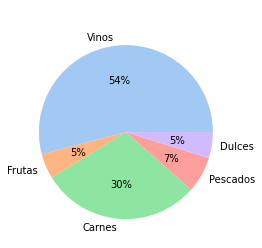 Vinos
54%
5%
Dulces
5%
7%
Frutas
Pescados
30%
Carnes